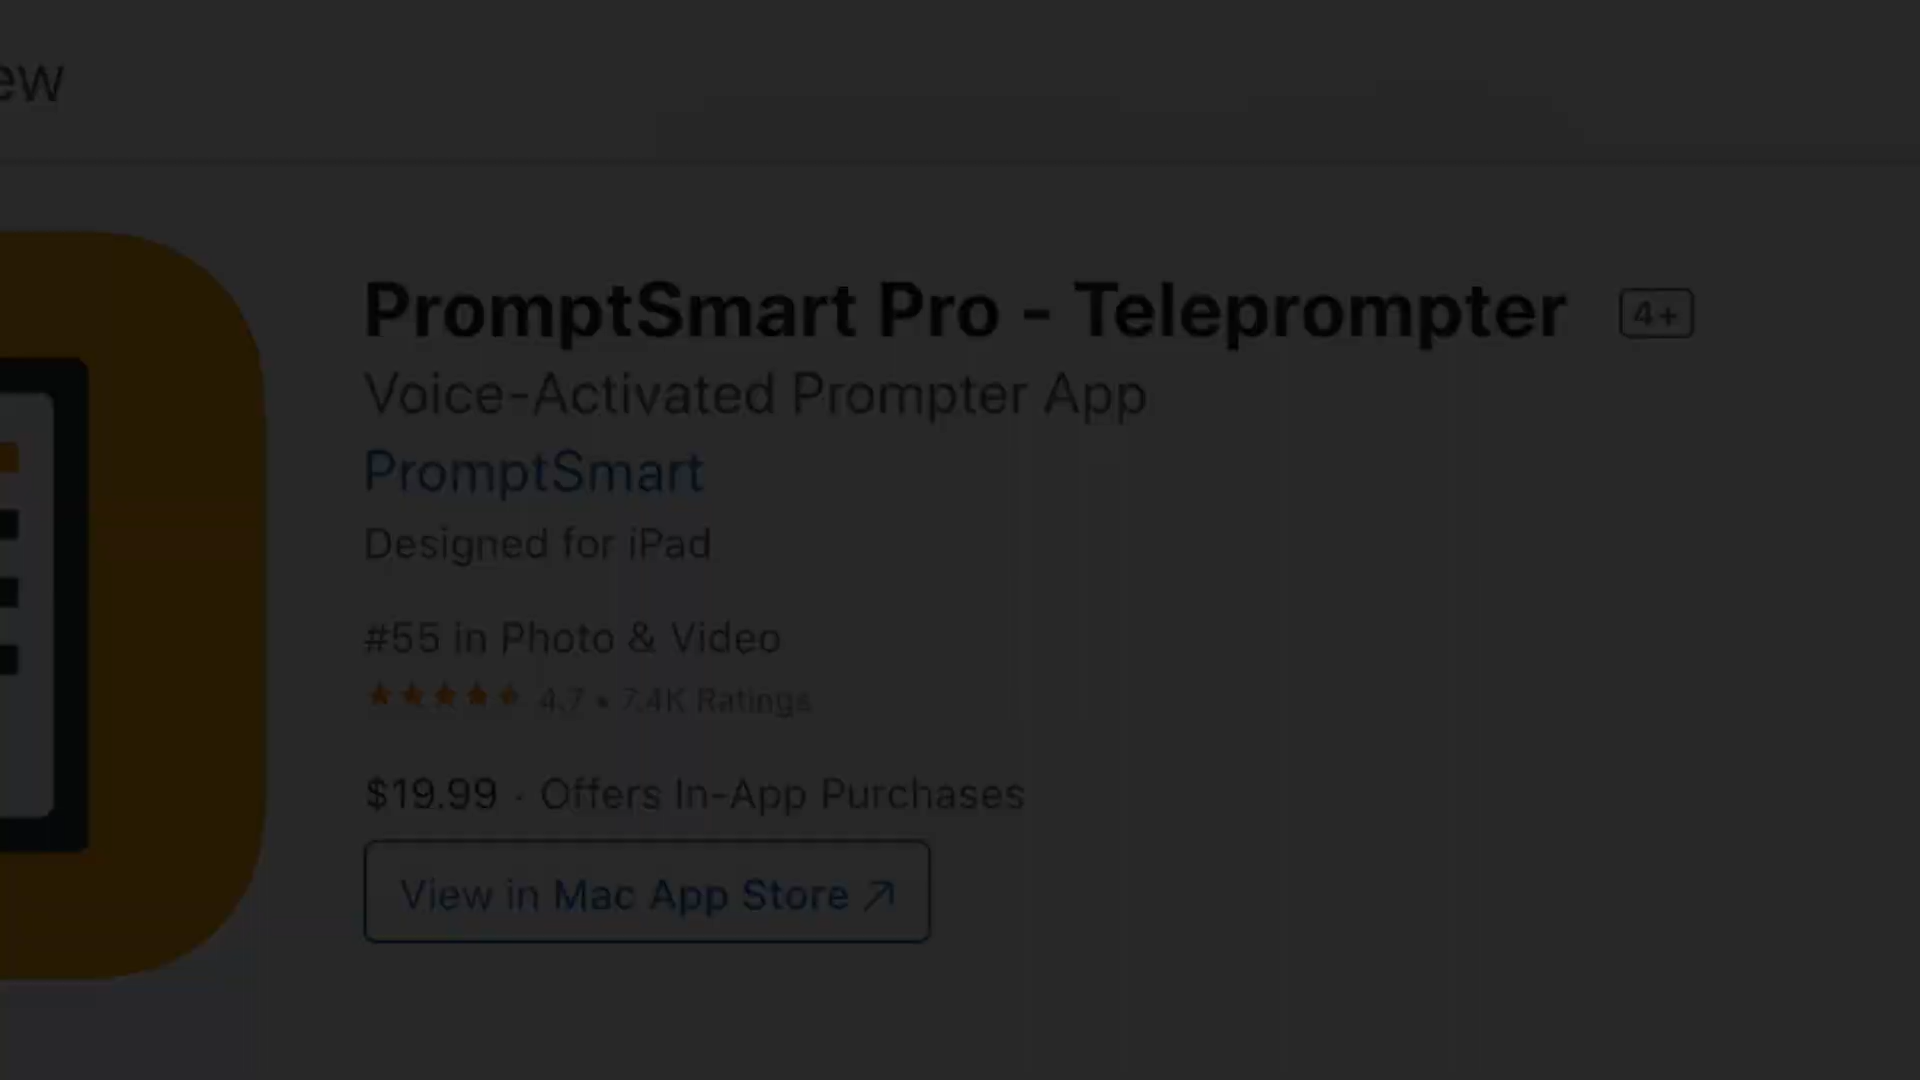 ew
PromptSmart Pro - Teleprompter 4+
Voice-Activated Prompter App
PromptSmart
Designed for iPad
#55 in Photo & Video
★★★★★ 4.7 • 7.4K Ratings
$19.99 · Offers In-App Purchases
View in Mac App Store ↗